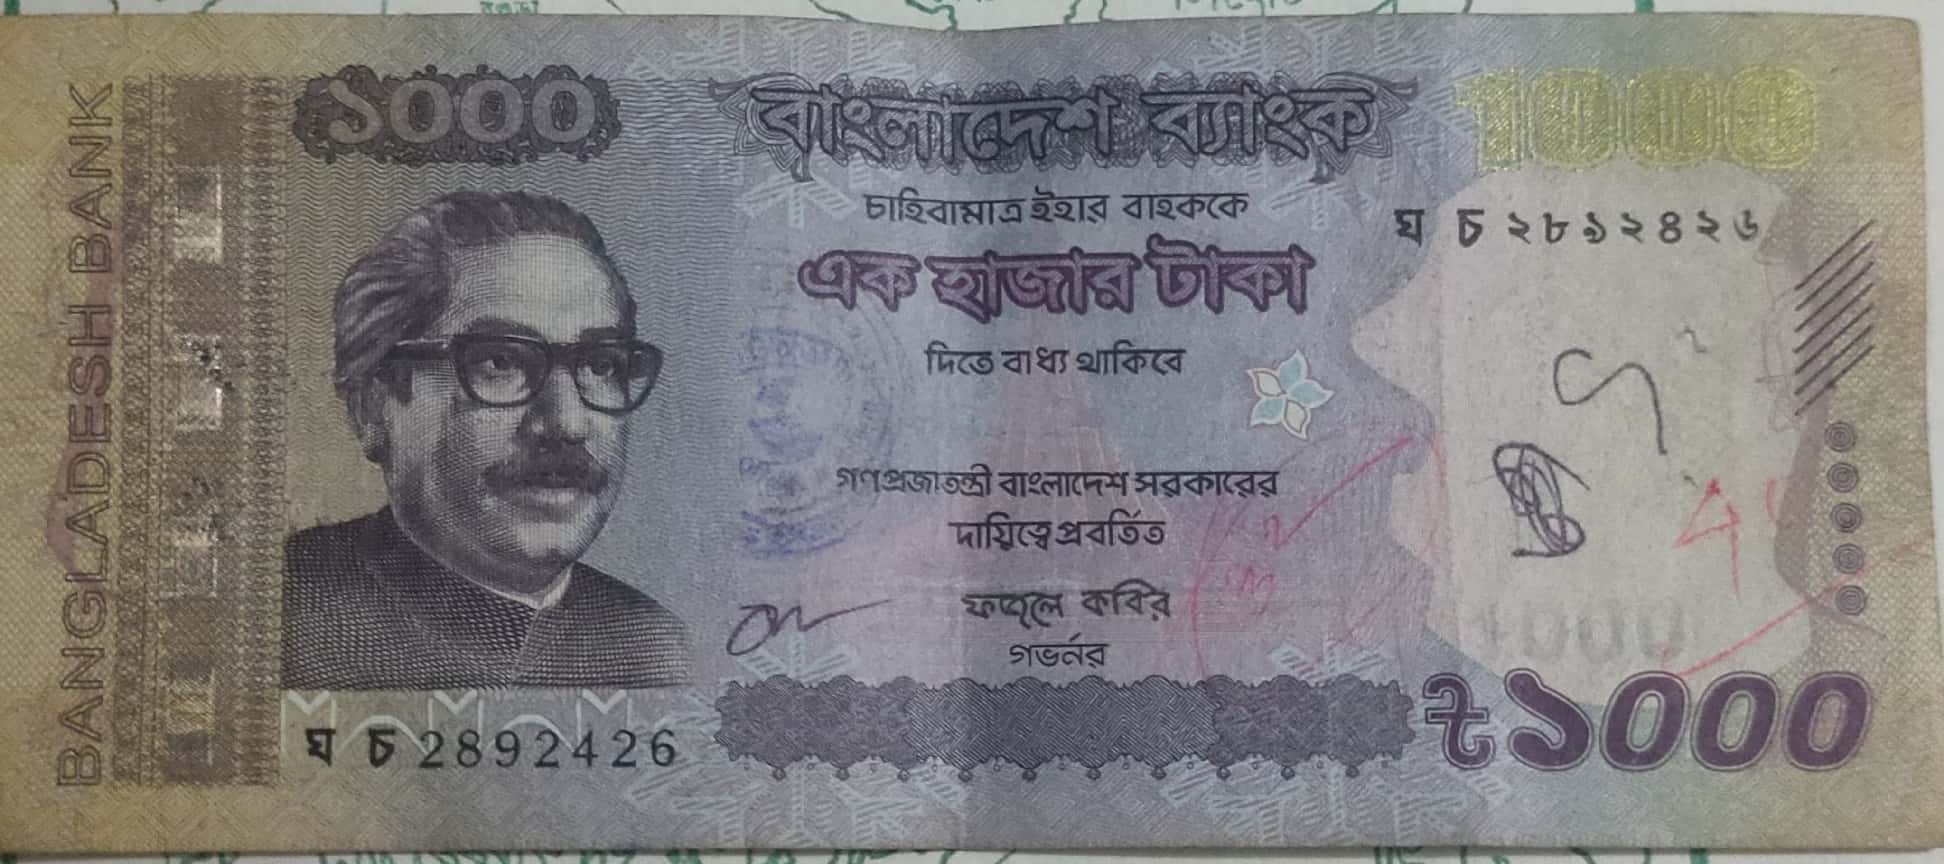 ১০০০
বাংলাদেশ ব্যাংক
1000
চাহিবামাত্র ইহার বাহককে
ঘ চ ২৮৯২৪২৬
এক হাজার টাকা
দিতে বাধ্য থাকিবে
গণপ্রজাতন্ত্রী বাংলাদেশ সরকারের
দায়িত্বে প্রবর্তিত
ফজলে কবির
গভর্নর
1000
৳১০০০
ঘ চ 2892426
BANGLADESH BANK